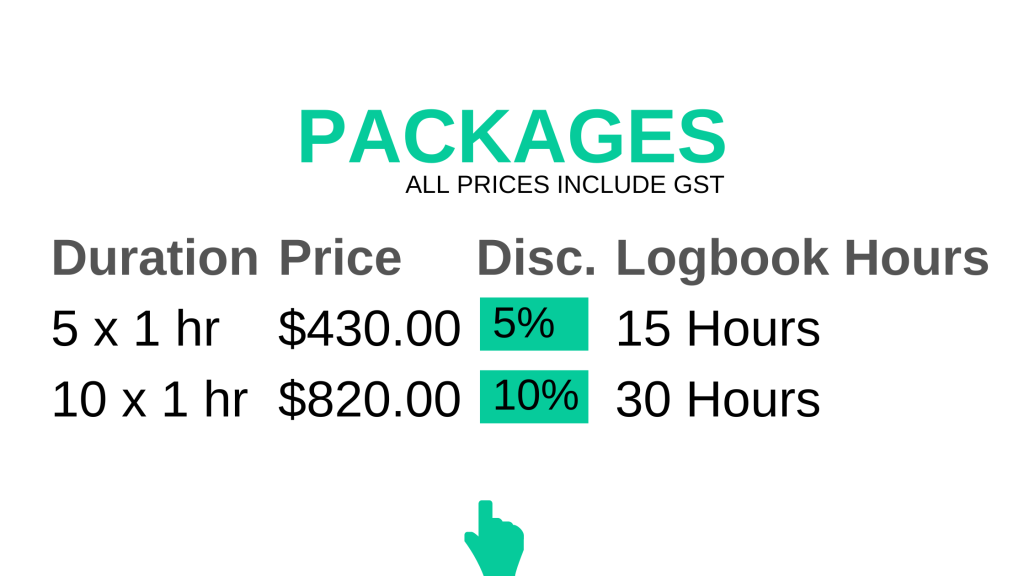 PACKAGES
ALL PRICES INCLUDE GST
Duration Price Disc. Logbook Hours
5 x 1 hr $430.00 5% 15 Hours
10 x 1 hr $820.00 10% 30 Hours